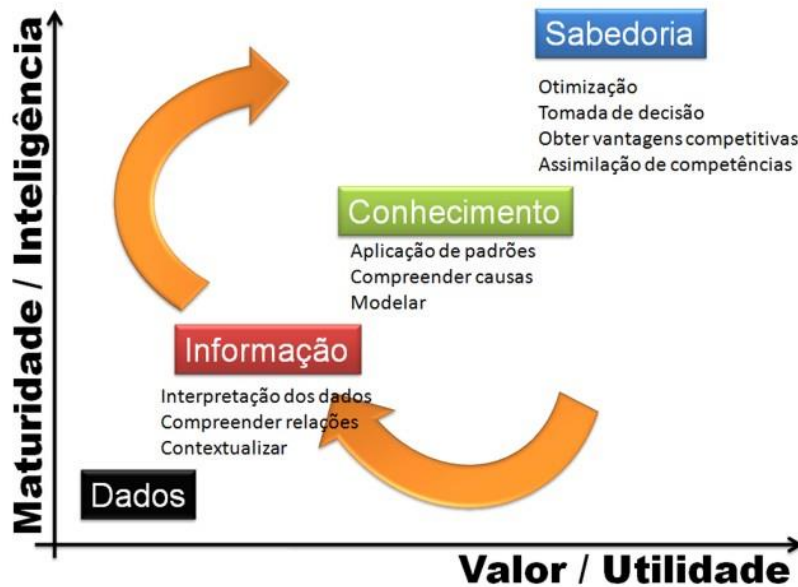 Maturidade / Inteligência
Sabedoria
Otimização
Tomada de decisão
Obter vantagens competitivas
Assimilação de competências
Conhecimento
Aplicação de padrões
Compreender causas
Modelar
Informação
Interpretação dos dados
Compreender relações
Contextualizar
Dados
Valor / Utilidade